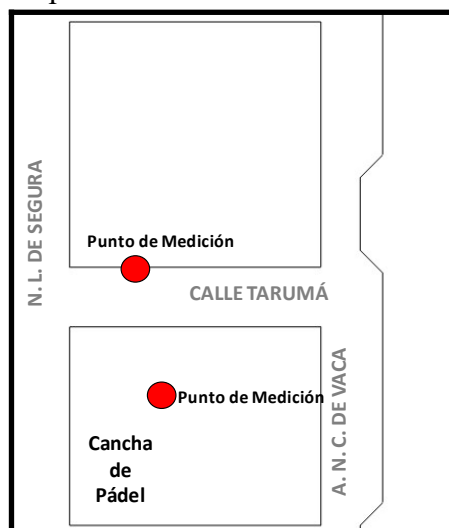 N. L. DE SEGURA
Punto de Medición
CALLE TARUMÁ
Punto de Medición
A. N. C. DE VACA
Cancha
de
Pádel